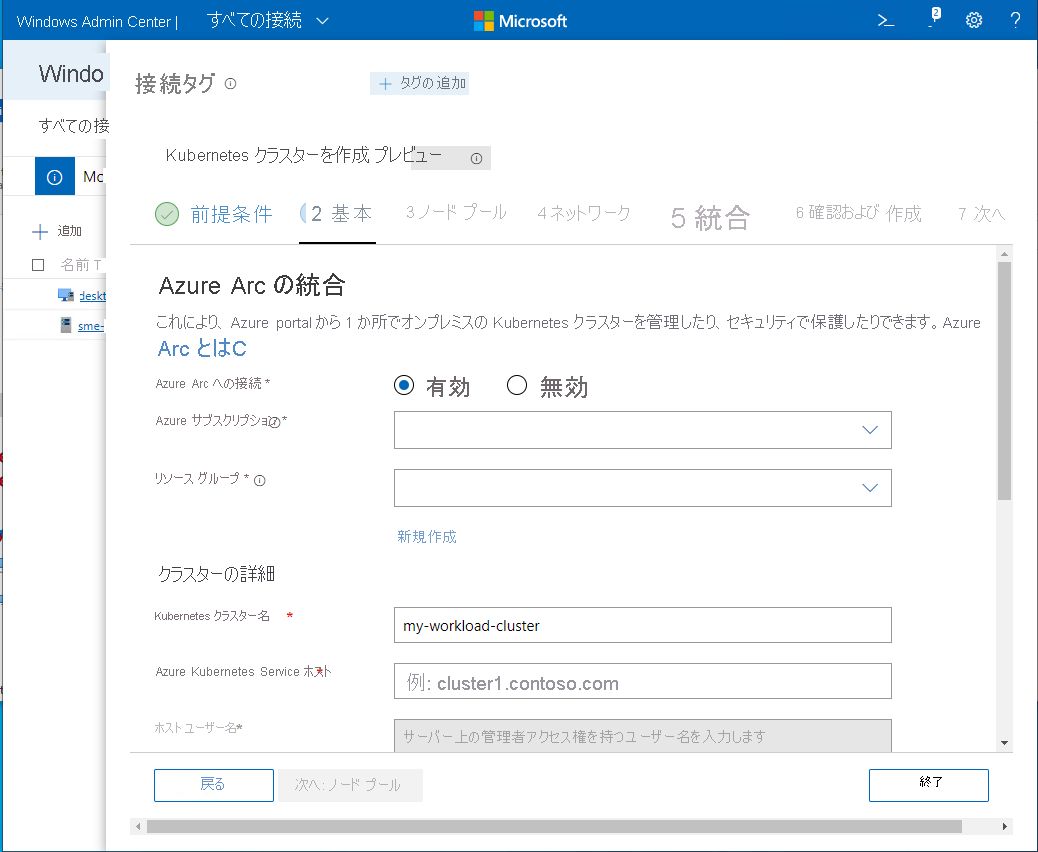 Windows Admin Center | すべての接続 Microsoft 2 ?
Windo
すべての接
Mc
追加
名前 T
deskt
sme-
接続タグ タグの追加
Kubernetes クラスターを作成 プレビュー
前提条件 2 基本 3 ノード プール 4 ネットワーク 5 統合 6 確認および 作成 7 次へ
Azure Arc の統合
これにより、Azure portal から 1 か所でオンプレミスの Kubernetes クラスターを管理したり、セキュリティで保護したりできます。Azure
Arc とはC
Azure Arc への接続 *
有効 無効
Azure サブスクリプション *
リソース グループ *
新規作成
クラスターの詳細
Kubernetes クラスター名 *
my-workload-cluster
Azure Kubernetes Service ホスト *
例: cluster1.contoso.com
ホスト ユーザー名*
サーバー上の管理者アクセス権を持つユーザー名を入力します
戻る 次へ: ノード プール 終了